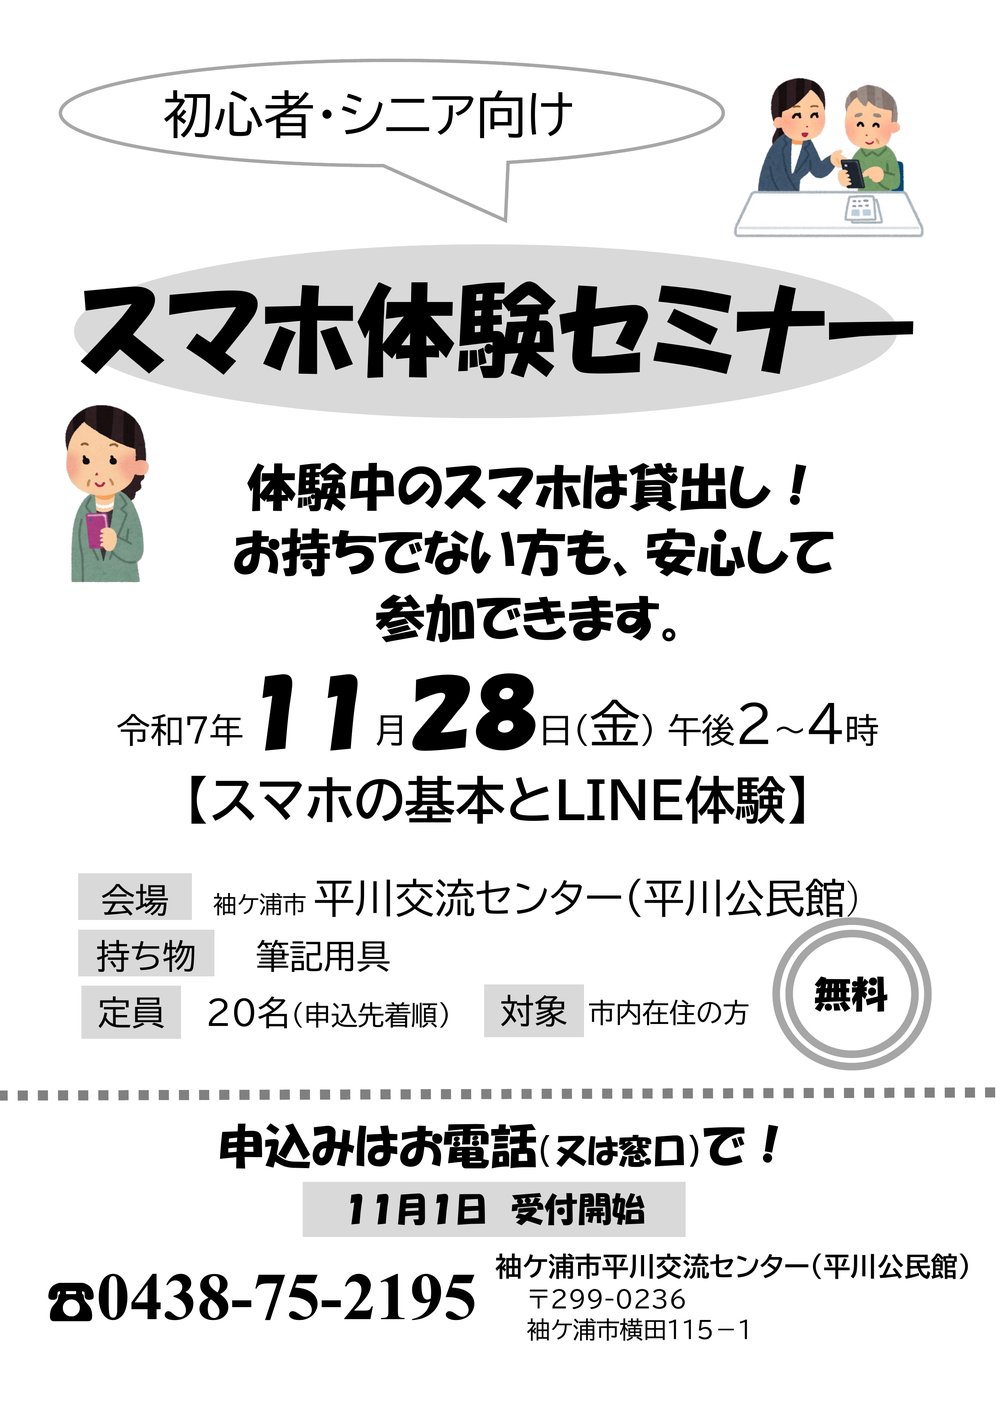 初心者・シニア向け
スマホ体験セミナー
体験中のスマホは貸出し！
お持ちでない方も、安心して
参加できます。
令和7年 11月28日（金）午後2～4時
【スマホの基本とLINE体験】
会場 袖ケ浦市 平川交流センター（平川公民館）
持ち物 筆記用具
定員 20名（申込先着順） 対象 市内在住の方
無料
申込みはお電話（又は窓口）で！
11月1日 受付開始
☎0438-75-2195
袖ケ浦市平川交流センター（平川公民館）
〒299-0236
袖ケ浦市横田115－1